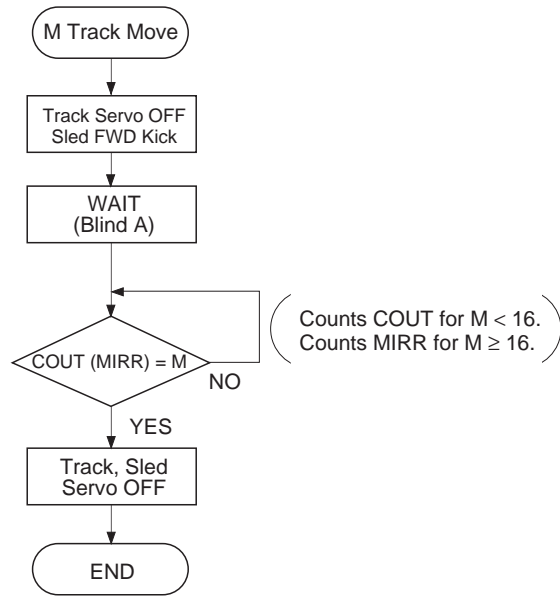 M Track Move
Track Servo OFF
Sled FWD Kick
WAIT
(Blind A)
COUT (MIRR) = M
NO
Counts COUT for M < 16.
Counts MIRR for M ≥ 16.
YES
Track, Sled
Servo OFF
END